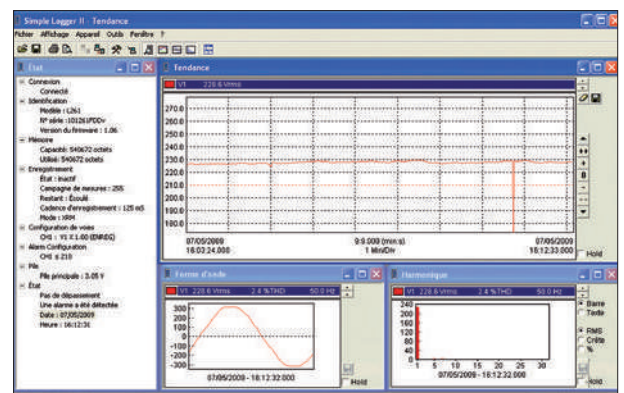 Simple Logger II - Tendance
Fichier Affichage Appareil Outils Fenêtre ?
État
Connexion
Connecté
Identification
Modèle : L261
N° série :101261PDDv
Version du firmware : 1.06
Mémoire
Capacité: 540672 octets
Utilisé: 540672 octets
Enregistrement
État : Inactif
Campagne de mesures : 255
Restant : Écoulé
Cadence d'enregistrement : 125 mS
Mode : XRM
Configuration de voies
CH1 : V1 X 1.00 (ENREG)
Alarm Configuration
CH1 ≤ 210
Pile
Pile principale : 3.05 V
État
Pas de dépassement
Une alarme a été détectée
Date : 07/05/2009
Heure : 16:12:31
Tendance
V1 228.6 Vrms
270.0
260.0
250.0
240.0
230.0
220.0
210.0
200.0
190.0
180.0
07/05/2009 9:9.000 (min:s) 07/05/2009
16:03:24.000 1 Min/Div 16:12:33.000
Hold
Forme d'onde
V1 228.6 Vrms 2.4 %THD 50.0 Hz
300
200
100
0
-100
-200
-300
07/05/2009 - 16:12:32.000
Hold
Harmonique
V1 228.6 Vrms 2.4 %THD 50.0 Hz
240
200
160
120
80
40
0
1 5 10 15 20 25 30
07/05/2009 - 16:12:32.000
Barre
Texte
RMS
Crête
%
Hold